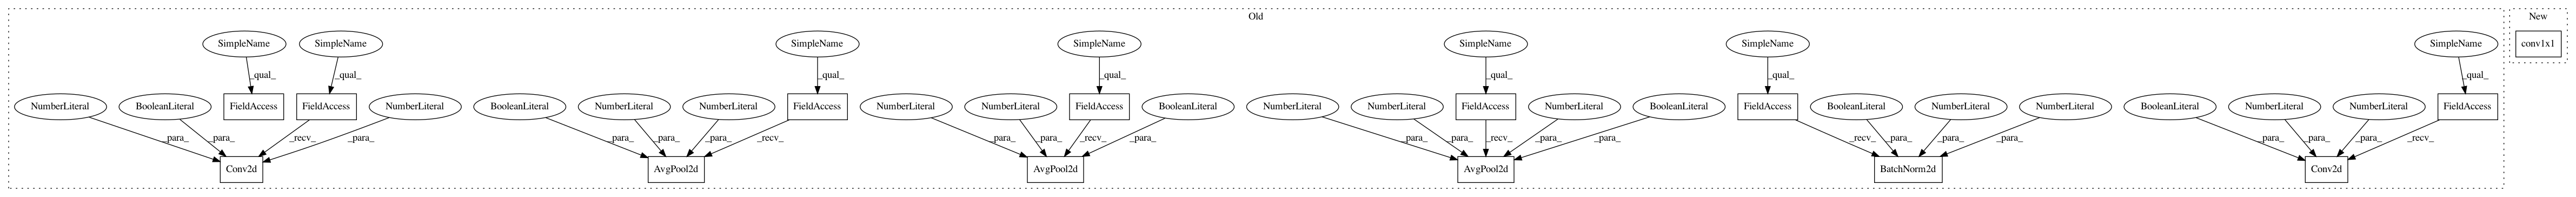 Old
New
SimpleName
SimpleName
SimpleName
SimpleName
SimpleName
SimpleName
SimpleName
conv1x1
_qual_
_qual_
_qual_
_qual_
_qual_
_qual_
_qual_
NumberLiteral
BooleanLiteral
FieldAccess
FieldAccess
NumberLiteral
BooleanLiteral
NumberLiteral
NumberLiteral
FieldAccess
NumberLiteral
NumberLiteral
FieldAccess
BooleanLiteral
NumberLiteral
NumberLiteral
FieldAccess
NumberLiteral
BooleanLiteral
FieldAccess
BooleanLiteral
NumberLiteral
NumberLiteral
BooleanLiteral
NumberLiteral
NumberLiteral
FieldAccess
_para_
_para_
_recv_
_para_
_para_
_para_
_para_
_recv_
_para_
_para_
_recv_
_para_
_para_
_para_
_recv_
_para_
_para_
_recv_
_para_
_para_
_para_
_para_
_para_
_para_
_recv_
Conv2d
AvgPool2d
AvgPool2d
AvgPool2d
BatchNorm2d
Conv2d